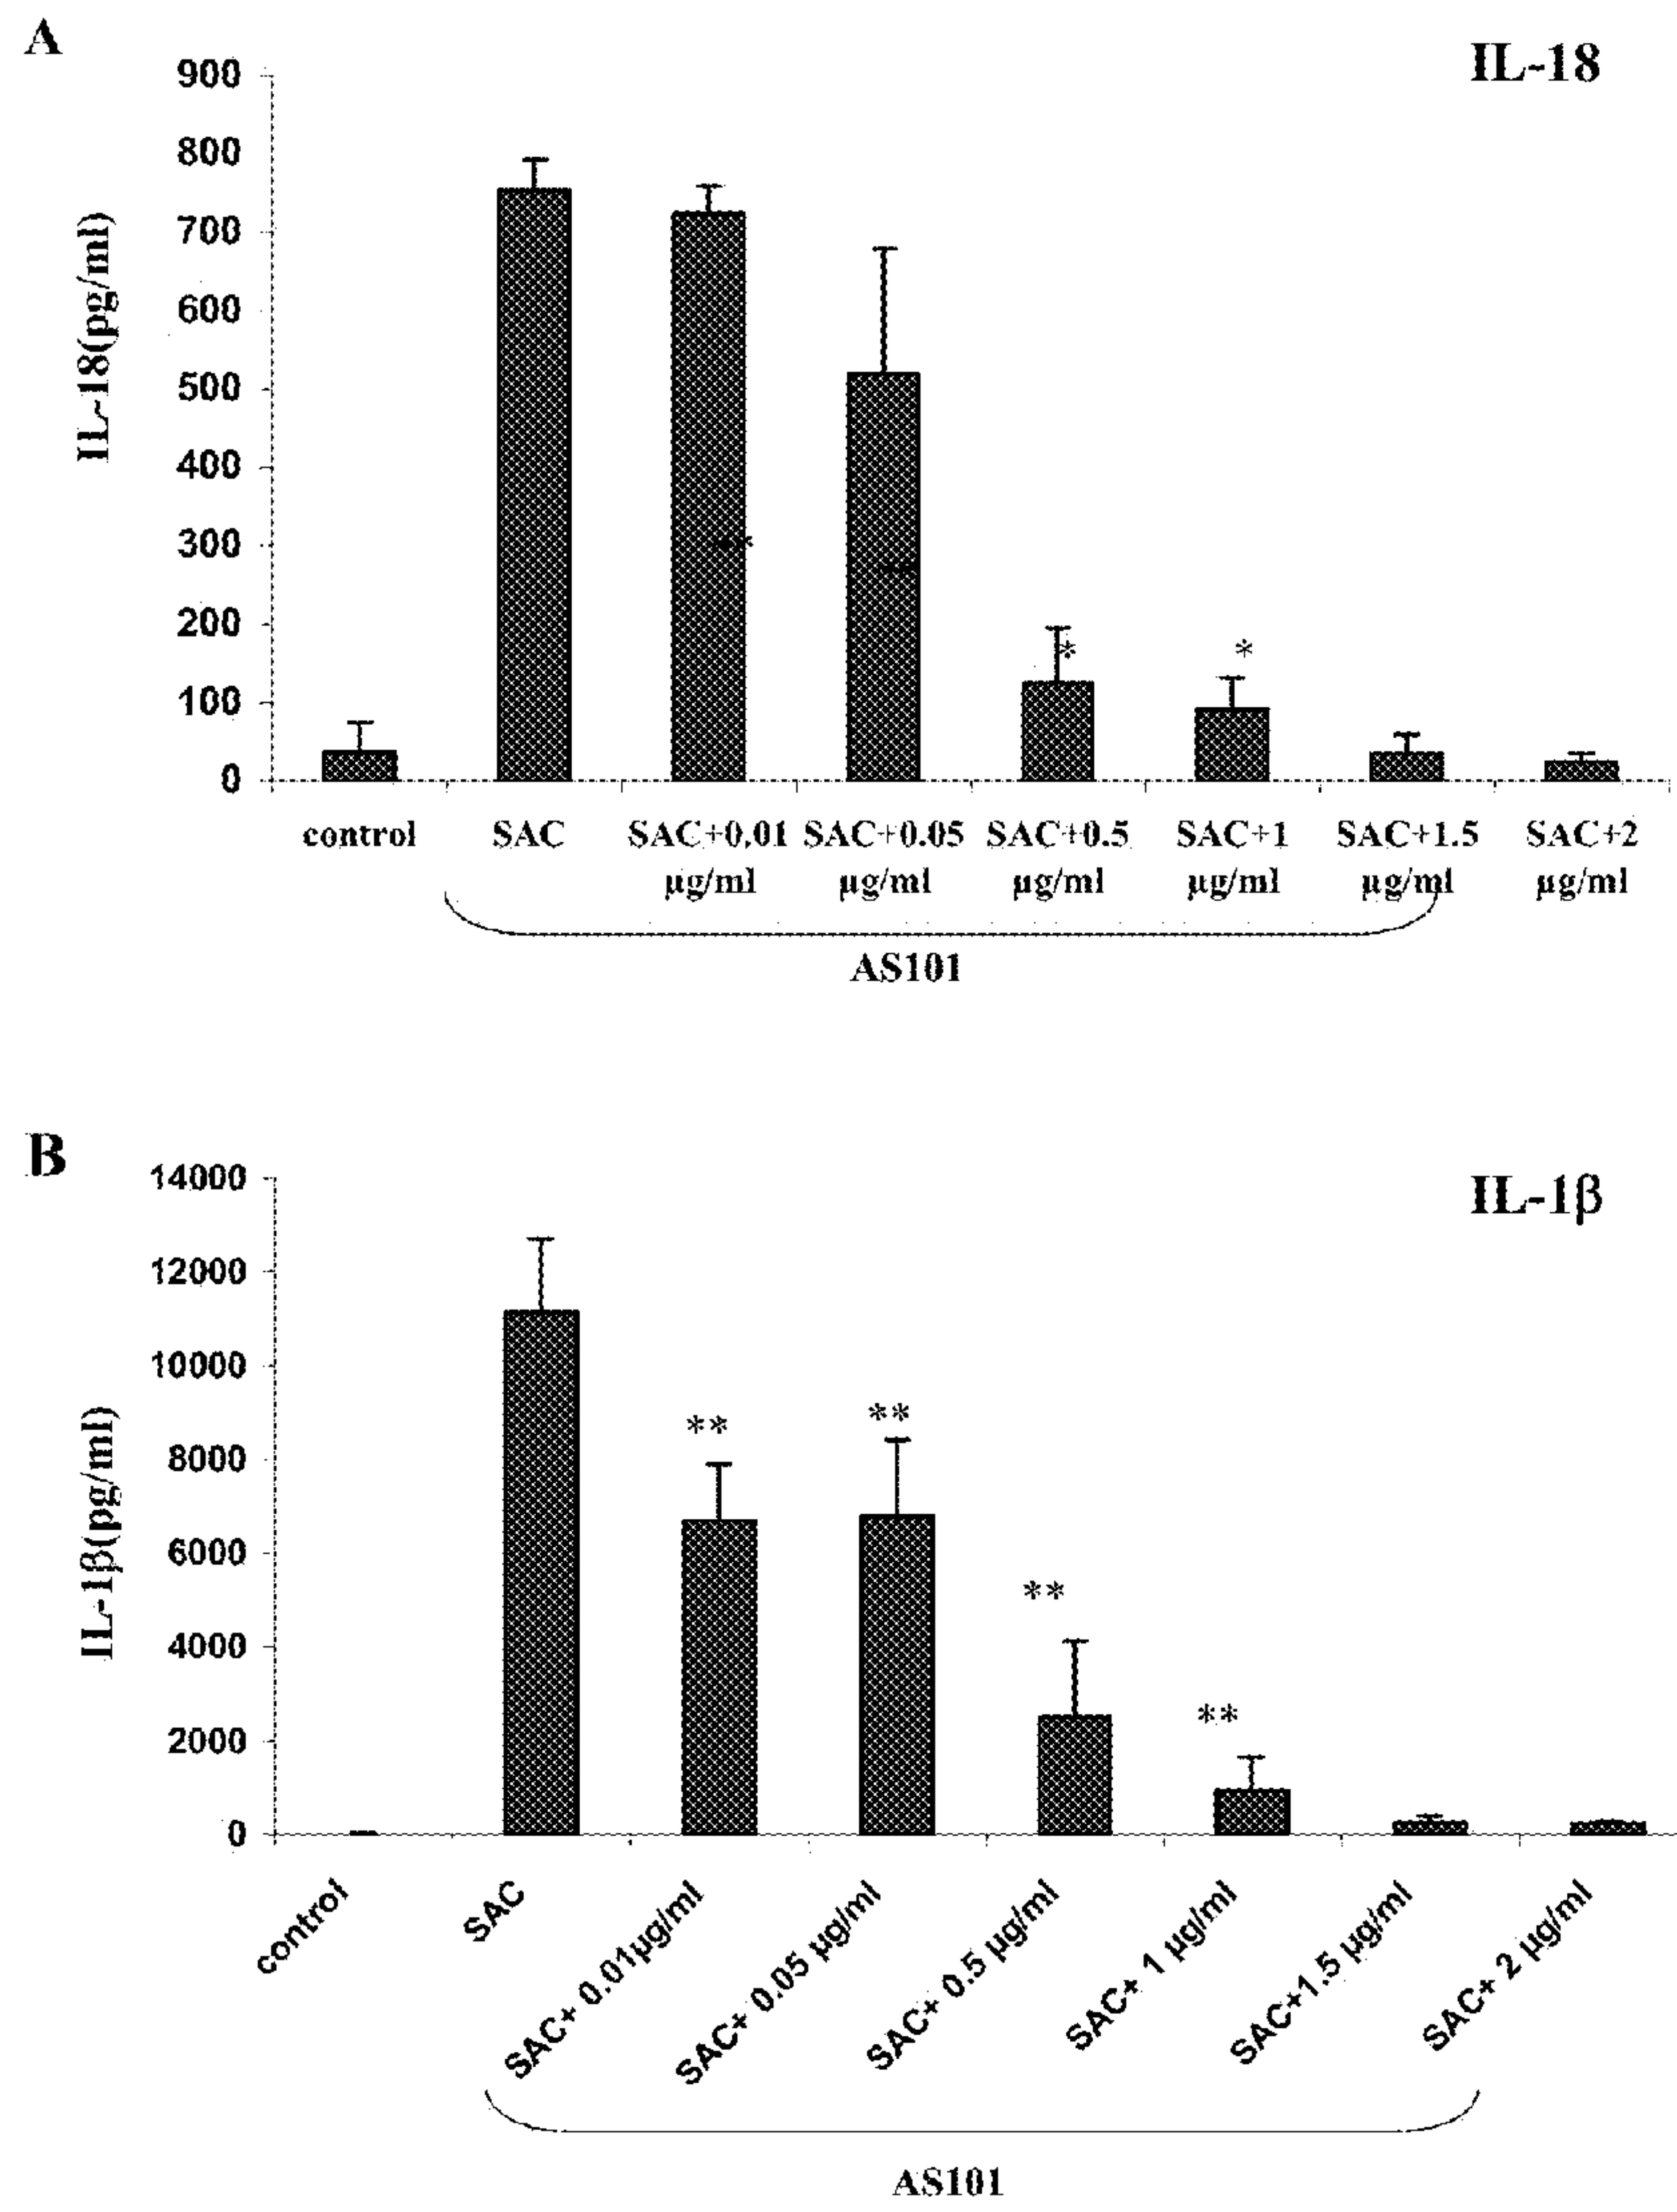 A
IL-18
IL-18(pg/ml)
900
800
700
600
500
400
300
200
100
0
**
*
*
control SAC SAC+0.01 SAC+0.05 SAC+0.5 SAC+1 SAC+1.5 SAC+2
µg/ml µg/ml µg/ml µg/ml µg/ml µg/ml
AS101
B
IL-1β
IL-1β(pg/ml)
14000
12000
10000
8000
6000
4000
2000
0
**
**
**
**
control
SAC
SAC+ 0.01µg/ml
SAC+ 0.05 µg/ml
SAC+ 0.5 µg/ml
SAC+ 1 µg/ml
SAC+1.5 µg/ml
SAC+ 2 µg/ml
AS101